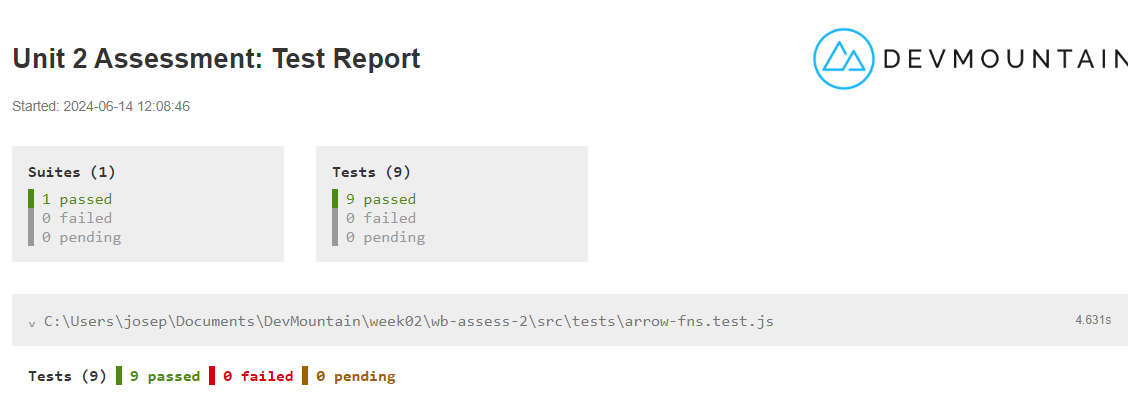 Unit 2 Assessment: Test Report
DEVMOUNTAIN
Started: 2024-06-14 12:08:46
Suites (1)
1 passed
0 failed
0 pending
Tests (9)
9 passed
0 failed
0 pending
C:\Users\josep\Documents\DevMountain\week02\wb-assess-2\src\tests\arrow-fns.test.js
4.631s
Tests (9) 9 passed 0 failed 0 pending